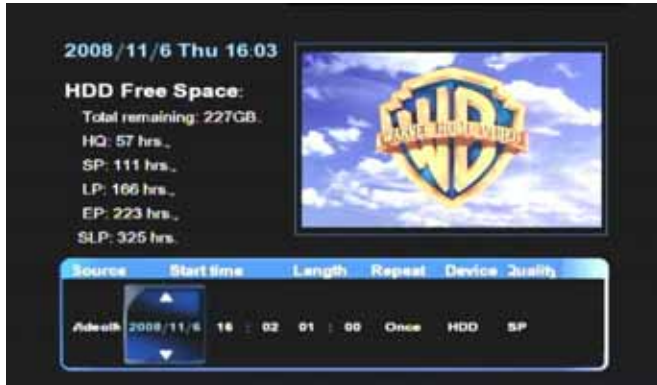 2008/11/6 Thu 16:03
HDD Free Space:
Total remaining: 227GB.
HQ: 57 hrs.,
SP: 111 hrs.,
LP: 166 hrs.,
EP: 223 hrs.,
SLP: 325 hrs.
HOME VIDEO
Source Start time Length Repeat Device Quality
2008/11/6 16 : 02 01 : 00 Once HDD SP